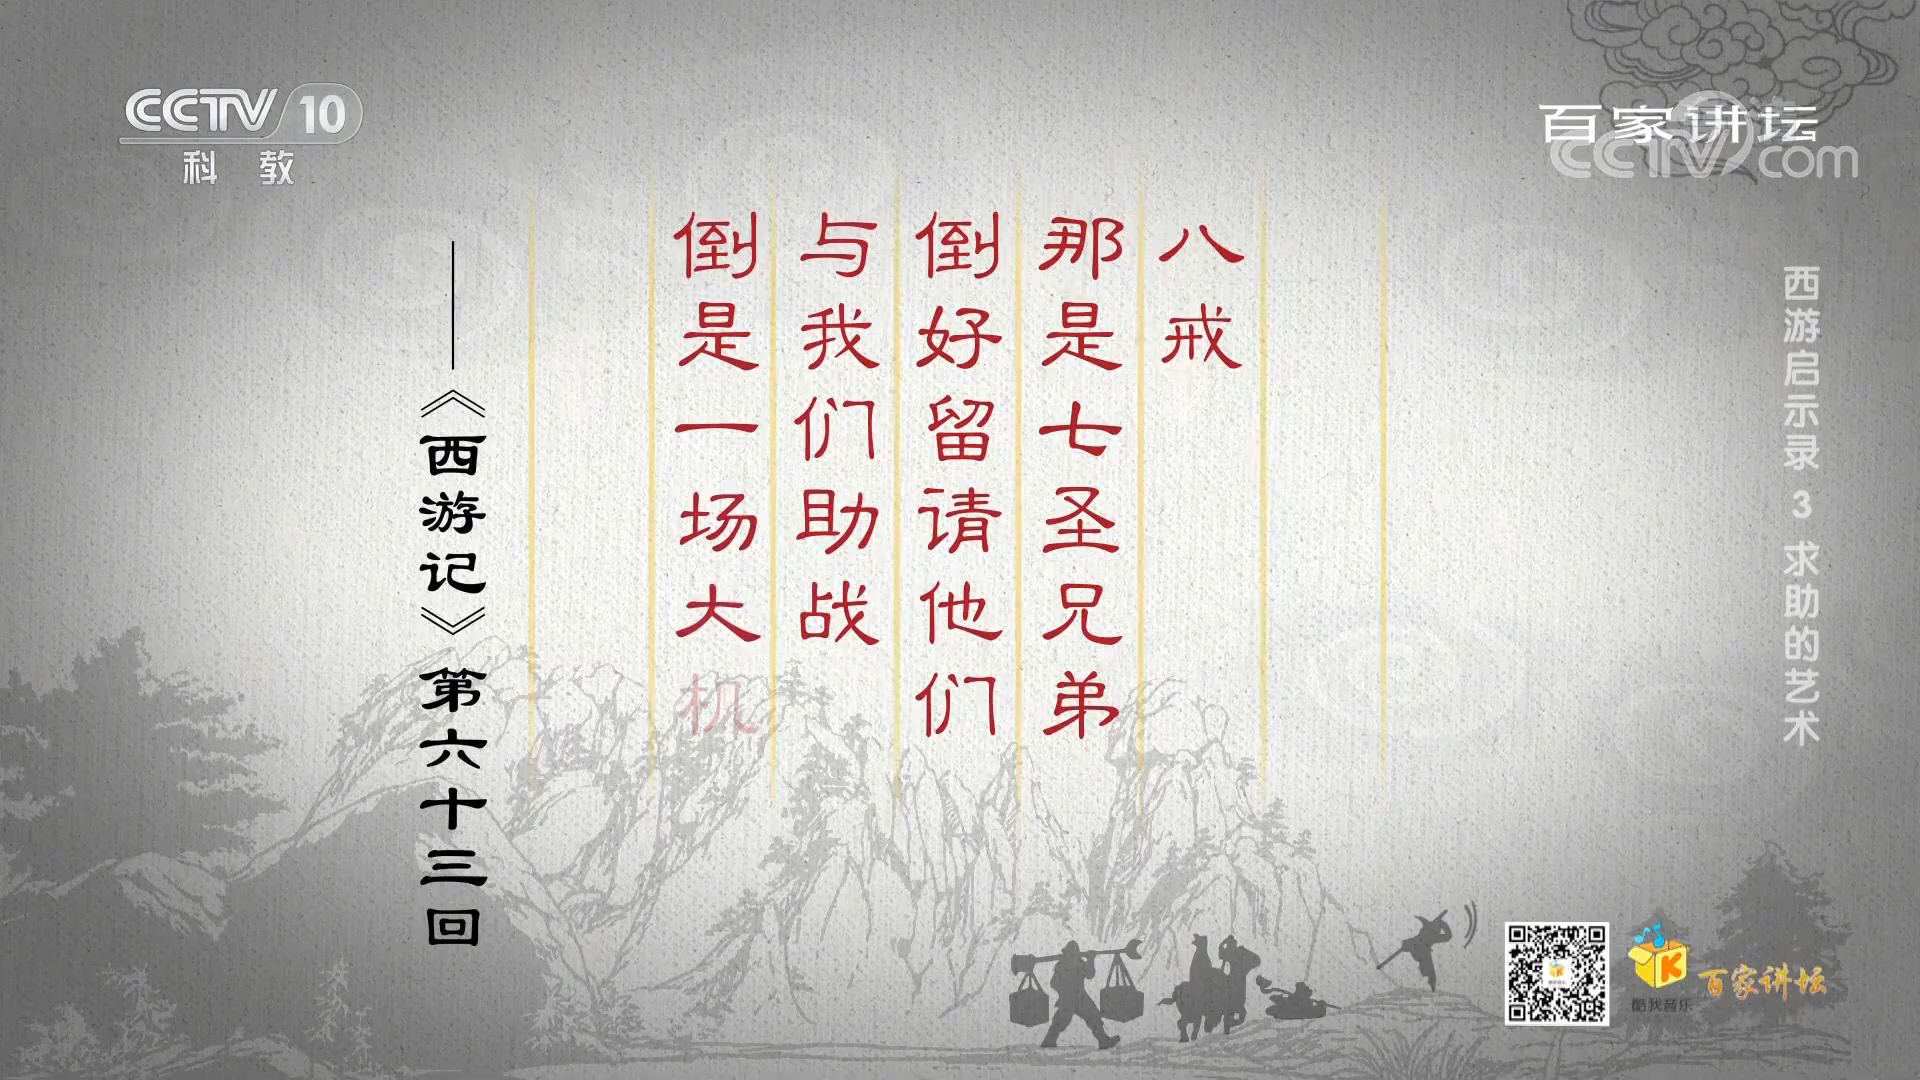 CCTV 10
科 教
百家讲坛
CCTV.com
八戒
那是七圣兄弟
倒好留请他们
与我们助战
倒是一场大机
——《西游记》第六十三回
西游启示录 3 求助的艺术
K
酷我音乐
百家讲坛